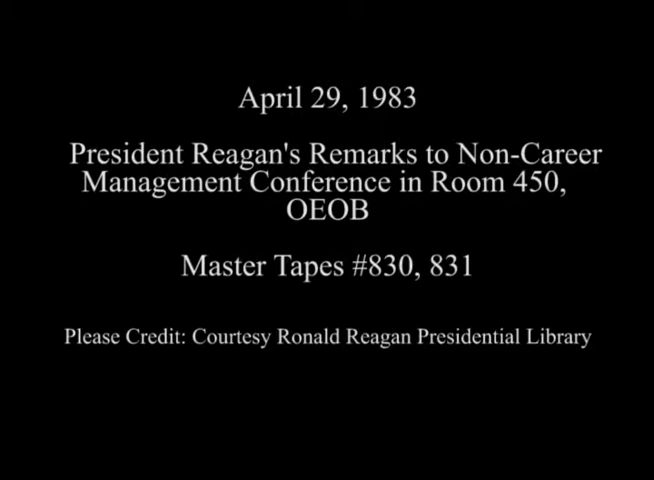 April 29, 1983
President Reagan's Remarks to Non-Career
Management Conference in Room 450,
OEOB
Master Tapes #830, 831
Please Credit: Courtesy Ronald Reagan Presidential Library